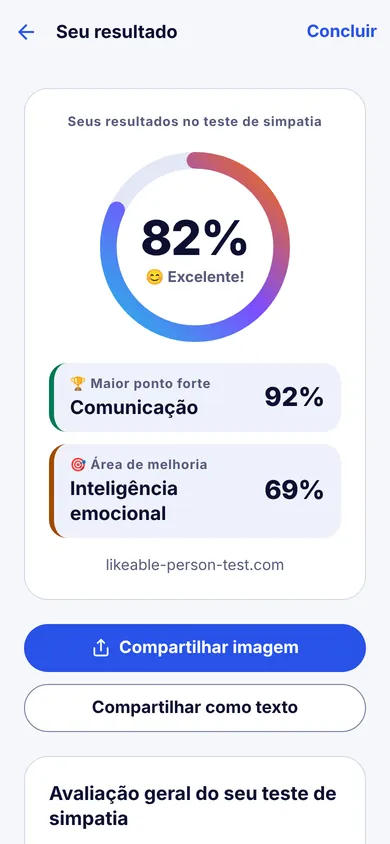 Seu resultado
Concluir
Seus resultados no teste de simpatia
82%
😊 Excelente!
🏆 Maior ponto forte
Comunicação
92%
🎯 Área de melhoria
Inteligência
emocional
69%
likeable-person-test.com
Compartilhar imagem
Compartilhar como texto
Avaliação geral do seu teste de
simpatia